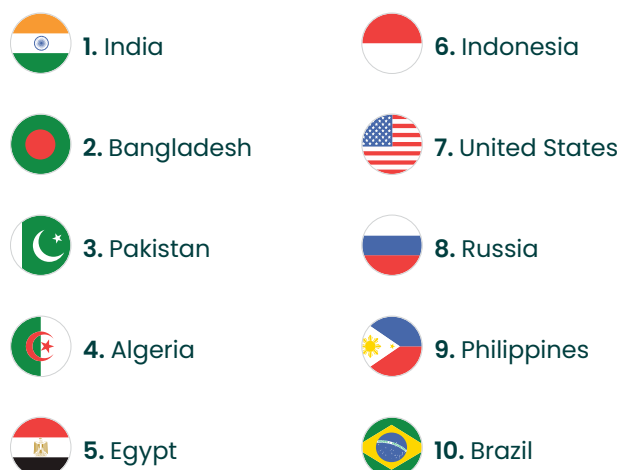 1. India
2. Bangladesh
3. Pakistan
4. Algeria
5. Egypt
6. Indonesia
7. United States
8. Russia
9. Philippines
10. Brazil